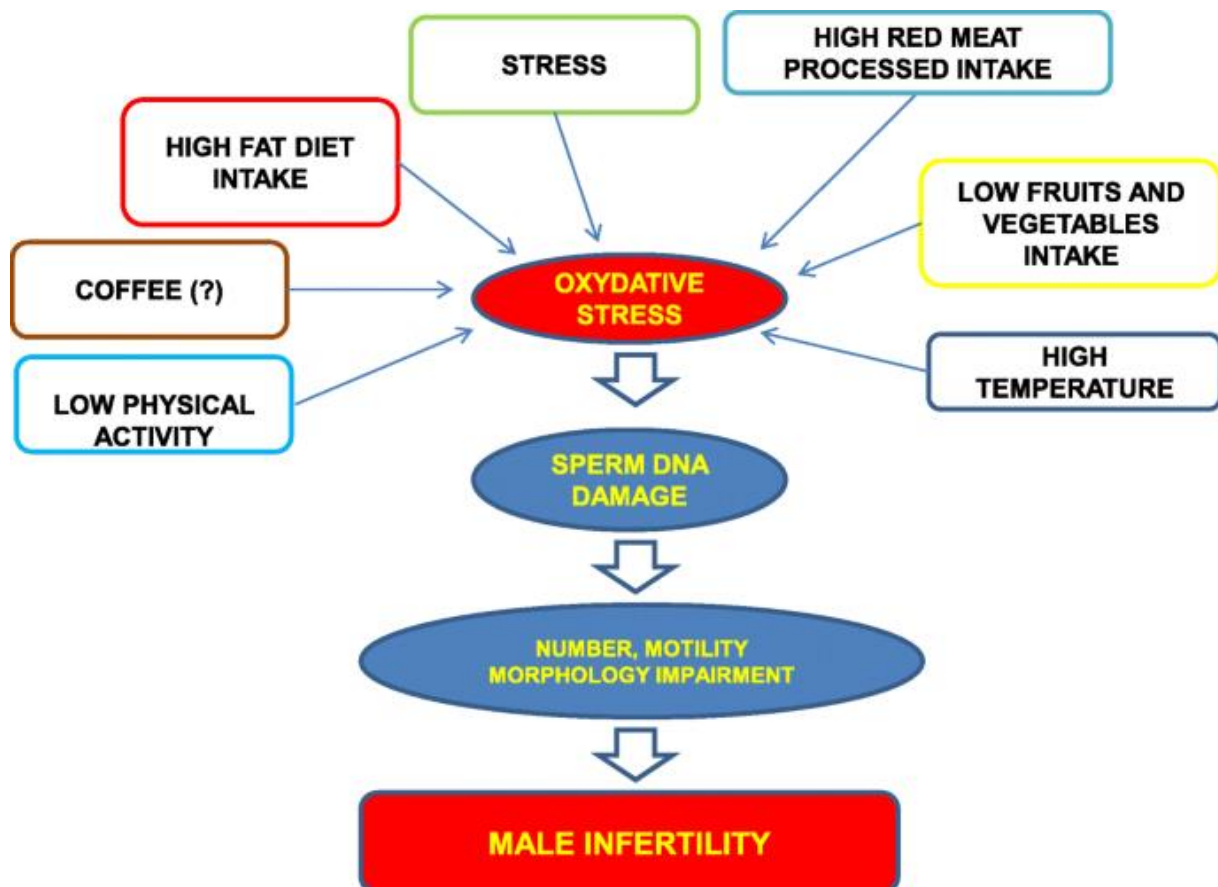 STRESS
HIGH RED MEAT
PROCESSED INTAKE
HIGH FAT DIET
INTAKE
LOW FRUITS AND
VEGETABLES
INTAKE
COFFEE (?)
OXYDATIVE
STRESS
HIGH
TEMPERATURE
LOW PHYSICAL
ACTIVITY
SPERM DNA
DAMAGE
NUMBER, MOTILITY
MORPHOLOGY IMPAIRMENT
MALE INFERTILITY